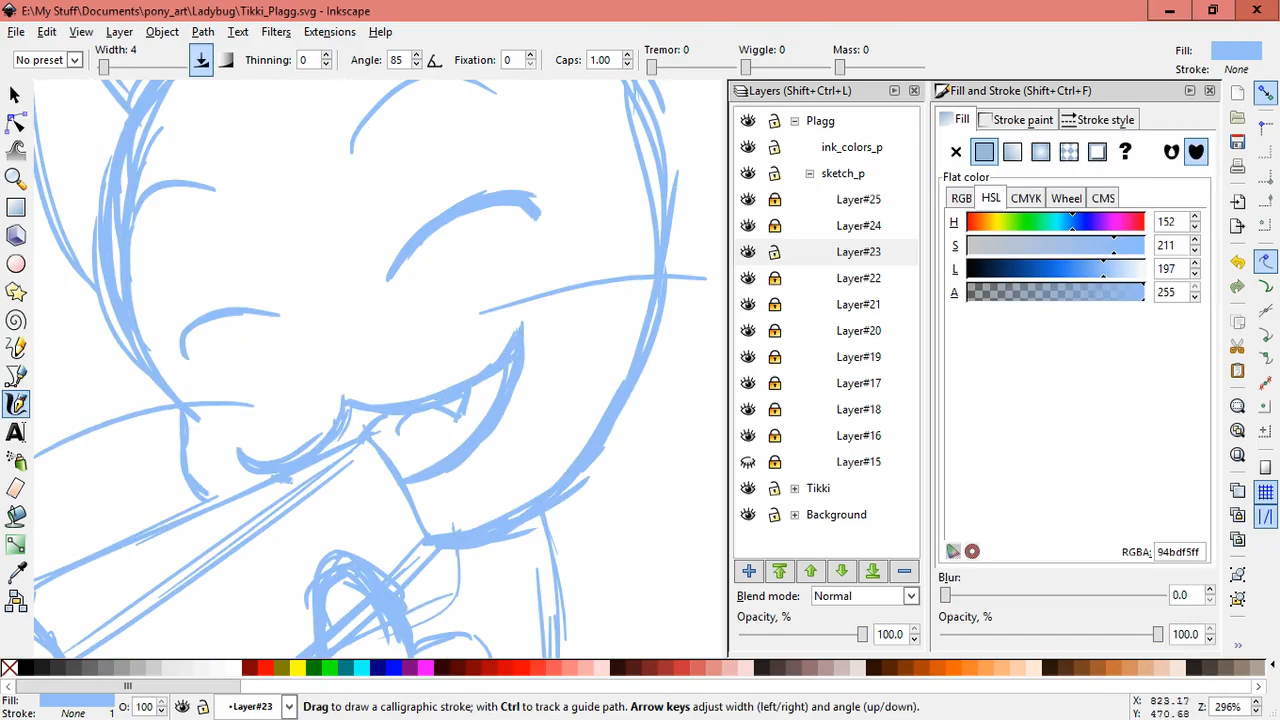 E:\My Stuff\Documents\pony_art\Ladybug\Tikki_Plagg.svg - Inkscape
File Edit View Layer Object Path Text Filters Extensions Help
No preset Width: 4 Thinning: 0 Angle: 85 Fixation: 0 Caps: 1.00 Tremor: 0 Wiggle: 0 Mass: 0 Fill:
Stroke: None
Layers (Shift+Ctrl+L) Fill and Stroke (Shift+Ctrl+F)
Plagg
ink_colors_p
sketch_p
Layer#25
Layer#24
Layer#23
Layer#22
Layer#21
Layer#20
Layer#19
Layer#17
Layer#18
Layer#16
Layer#15
Tikki
Background
Blend mode: Normal
Opacity, % 100.0
Fill Stroke paint Stroke style
?
Flat color
RGB HSL CMYK Wheel CMS
H 152
S 211
L 197
A 255
RGBA: 94bdf5ff
Blur:
0.0
Opacity, %
100.0
A
Fill:
Stroke: None 1 O: 100 •Layer#23 Drag to draw a calligraphic stroke; with Ctrl to track a guide path. Arrow keys adjust width (left/right) and angle (up/down). X: 823.17
Y: 470.68 Z: 296%